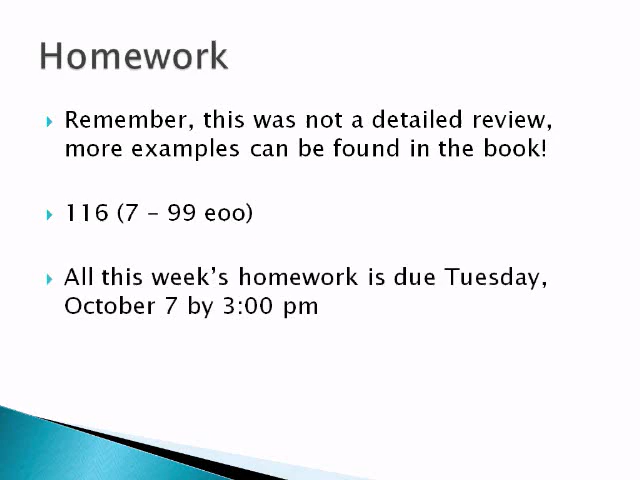 Homework
Remember, this was not a detailed review,
more examples can be found in the book!
116 (7 – 99 eoo)
All this week's homework is due Tuesday,
October 7 by 3:00 pm